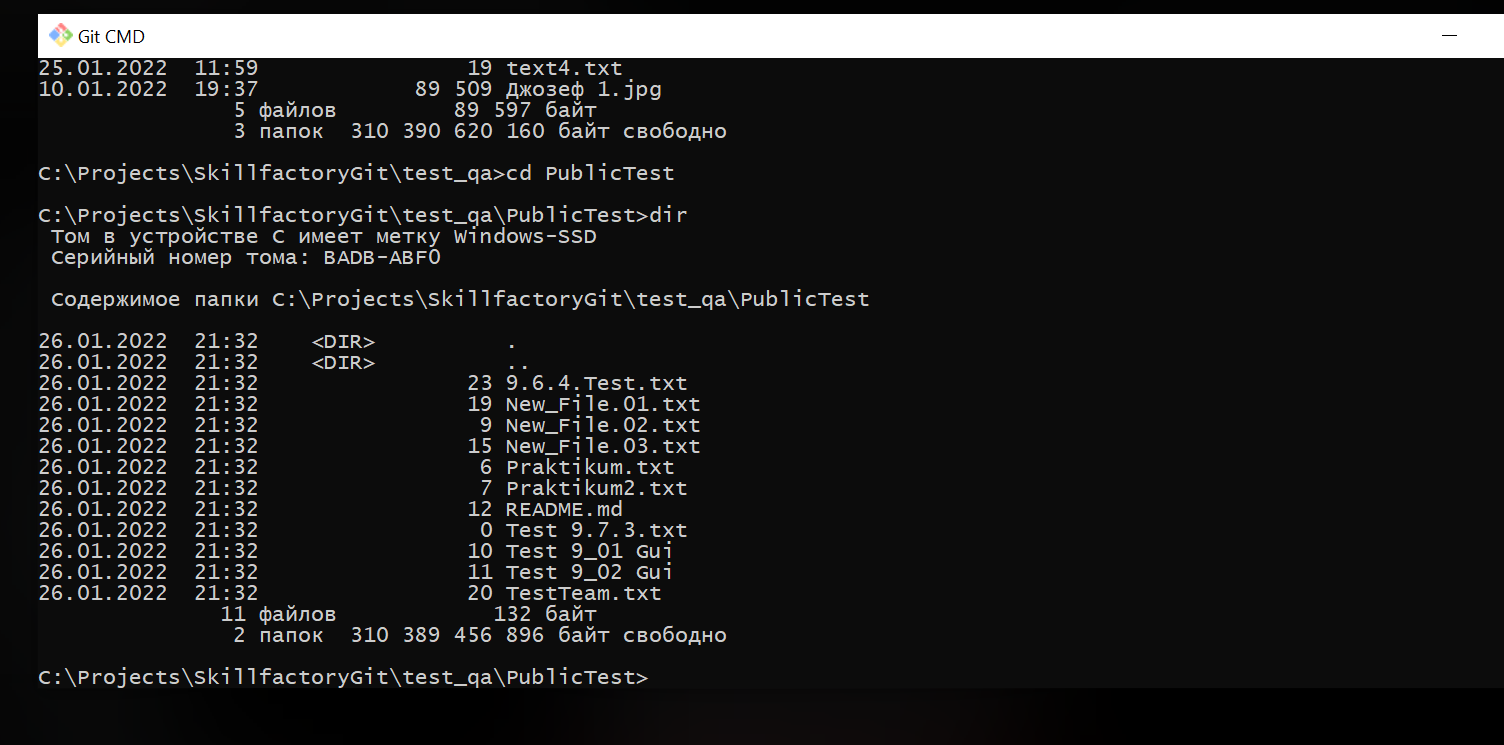 Git CMD
25.01.2022  11:59                19 text4.txt
10.01.2022  19:37            89 509 Джозеф 1.jpg
               5 файлов         89 597 байт
               3 папок  310 390 620 160 байт свободно
C:\Projects\SkillfactoryGit\test_qa>cd PublicTest
C:\Projects\SkillfactoryGit\test_qa\PublicTest>dir
 Том в устройстве C имеет метку Windows-SSD
 Серийный номер тома: BADB-ABF0
 Содержимое папки C:\Projects\SkillfactoryGit\test_qa\PublicTest
26.01.2022  21:32    <DIR>          .
26.01.2022  21:32    <DIR>          ..
26.01.2022  21:32                23 9.6.4.Test.txt
26.01.2022  21:32                19 New_File.01.txt
26.01.2022  21:32                 9 New_File.02.txt
26.01.2022  21:32                15 New_File.03.txt
26.01.2022  21:32                 6 Praktikum.txt
26.01.2022  21:32                 7 Praktikum2.txt
26.01.2022  21:32                12 README.md
26.01.2022  21:32                 0 Test 9.7.3.txt
26.01.2022  21:32                10 Test 9_01 Gui
26.01.2022  21:32                11 Test 9_02 Gui
26.01.2022  21:32                20 TestTeam.txt
              11 файлов            132 байт
               2 папок  310 389 456 896 байт свободно
C:\Projects\SkillfactoryGit\test_qa\PublicTest>